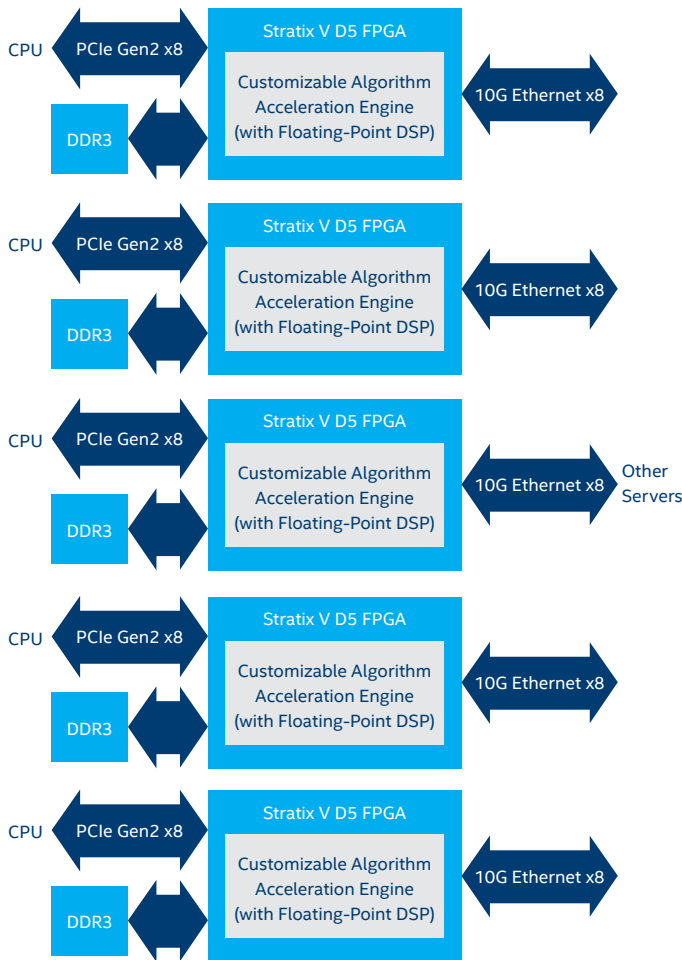 CPU
PCIe Gen2 x8
Stratix V D5 FPGA
Customizable Algorithm
Acceleration Engine
(with Floating-Point DSP)
DDR3
10G Ethernet x8
CPU
PCIe Gen2 x8
Stratix V D5 FPGA
Customizable Algorithm
Acceleration Engine
(with Floating-Point DSP)
DDR3
10G Ethernet x8
CPU
PCIe Gen2 x8
Stratix V D5 FPGA
Customizable Algorithm
Acceleration Engine
(with Floating-Point DSP)
DDR3
10G Ethernet x8
Other
Servers
CPU
PCIe Gen2 x8
Stratix V D5 FPGA
Customizable Algorithm
Acceleration Engine
(with Floating-Point DSP)
DDR3
10G Ethernet x8
CPU
PCIe Gen2 x8
Stratix V D5 FPGA
Customizable Algorithm
Acceleration Engine
(with Floating-Point DSP)
DDR3
10G Ethernet x8